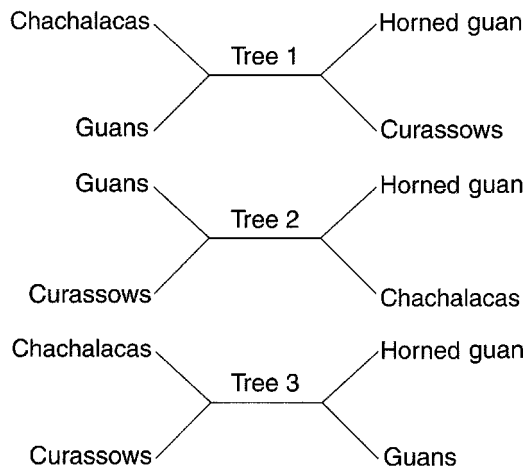 Chachalacas Horned guan
Tree 1
Guans Curassows
Guans Horned guan
Tree 2
Curassows Chachalacas
Chachalacas Horned guan
Tree 3
Curassows Guans